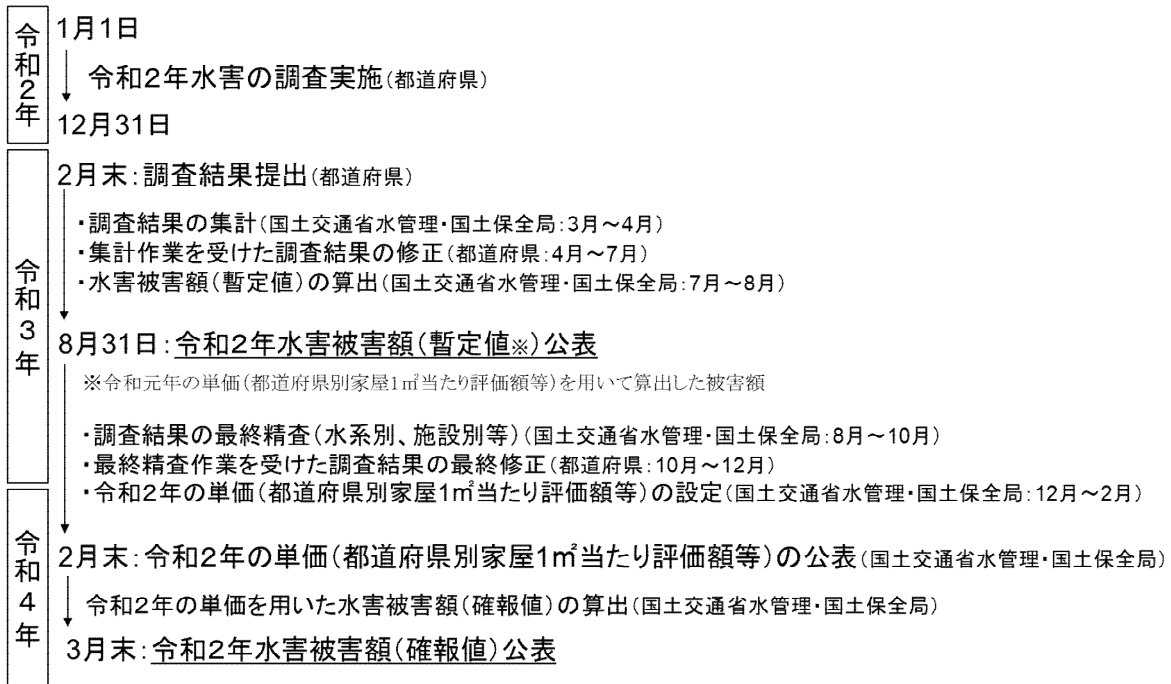 令和2年
1月1日
令和2年水害の調査実施(都道府県)
12月31日
令和3年
2月末:調査結果提出(都道府県)
・調査結果の集計(国土交通省水管理・国土保全局:3月～4月)
・集計作業を受けた調査結果の修正(都道府県:4月～7月)
・水害被害額(暫定値)の算出(国土交通省水管理・国土保全局:7月～8月)
8月31日:令和2年水害被害額(暫定値※)公表
※令和元年の単価(都道府県別家屋1㎡当たり評価額等)を用いて算出した被害額
・調査結果の最終精査(水系別、施設別等)(国土交通省水管理・国土保全局:8月～10月)
・最終精査作業を受けた調査結果の最終修正(都道府県:10月～12月)
・令和2年の単価(都道府県別家屋1㎡当たり評価額等)の設定(国土交通省水管理・国土保全局:12月～2月)
令和4年
2月末:令和2年の単価(都道府県別家屋1㎡当たり評価額等)の公表(国土交通省水管理・国土保全局)
令和2年の単価を用いた水害被害額(確報値)の算出(国土交通省水管理・国土保全局)
3月末:令和2年水害被害額(確報値)公表